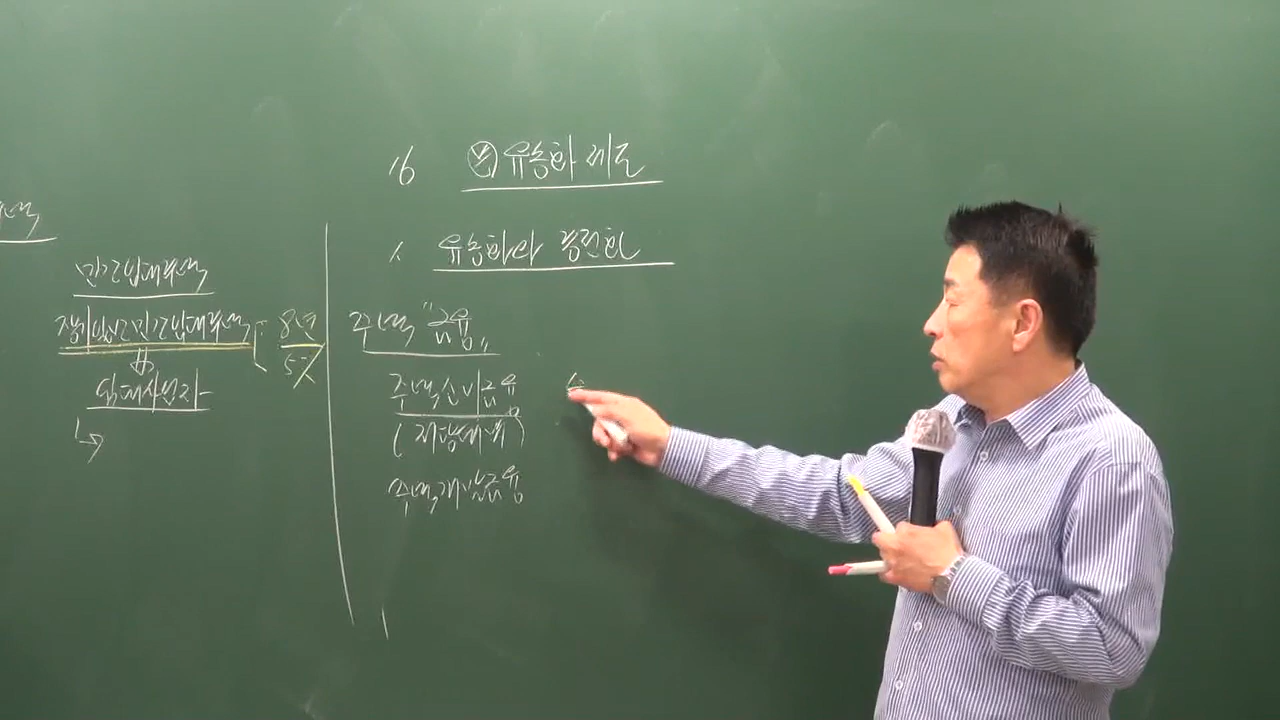 민간임대주택
장기일반민간임대주택
8년
5%
임대사업자
16 유동화 제도
1. 유동화와 증권화
주택 "금융"
주택소비금융
(저당대부)
주택개발금융